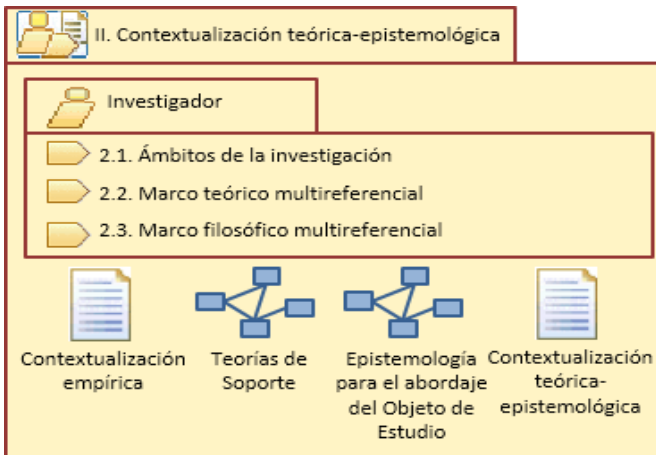 II. Contextualización teórica-epistemológica
Investigador
2.1. Ámbitos de la investigación
2.2. Marco teórico multireferencial
2.3. Marco filosófico multireferencial
Contextualización
empírica
Teorías de
Soporte
Epistemología
para el abordaje
del Objeto de
Estudio
Contextualización
teórica-
epistemológica